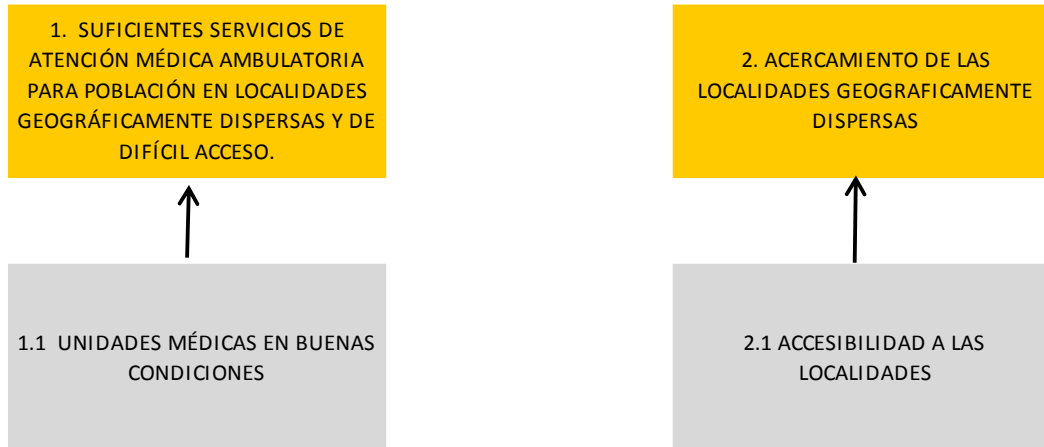 1. SUFICIENTES SERVICIOS DE
ATENCIÓN MÉDICA AMBULATORIA
PARA POBLACIÓN EN LOCALIDADES
GEOGRÁFICAMENTE DISPERSAS Y DE
DIFÍCIL ACCESO.
2. ACERCAMIENTO DE LAS
LOCALIDADES GEOGRAFICAMENTE
DISPERSAS
1.1 UNIDADES MÉDICAS EN BUENAS
CONDICIONES
2.1 ACCESIBILIDAD A LAS
LOCALIDADES